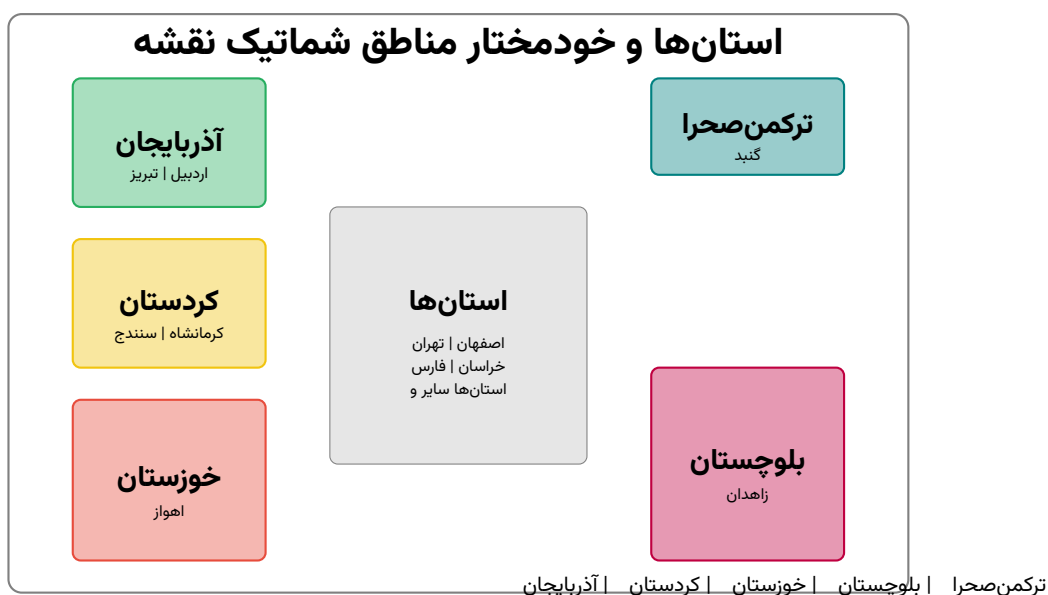 استان‌ها و خودمختار مناطق شماتیک نقشه
ترکمن‌صحرا
گنبد
آذربایجان
اردبیل | تبریز
استان‌ها
اصفهان | تهران
خراسان | فارس
استان‌ها سایر و
کردستان
کرمانشاه | سنندج
بلوچستان
زاهدان
خوزستان
اهواز
ترکمن‌صحرا | بلوچستان | خوزستان | کردستان | آذربایجان